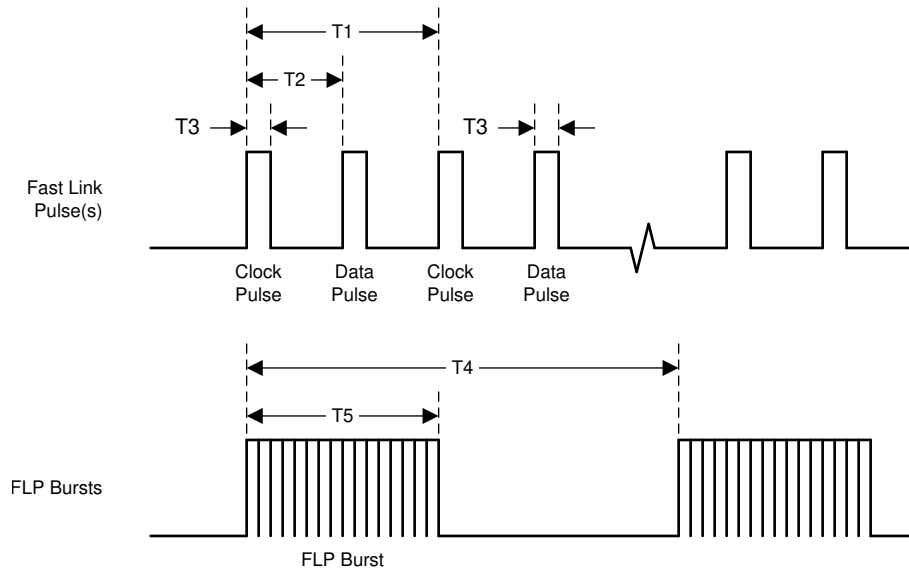 T1
T2
T3
T3
Fast Link
Pulse(s)
Clock
Pulse
Data
Pulse
Clock
Pulse
Data
Pulse
T4
T5
FLP Bursts
FLP Burst